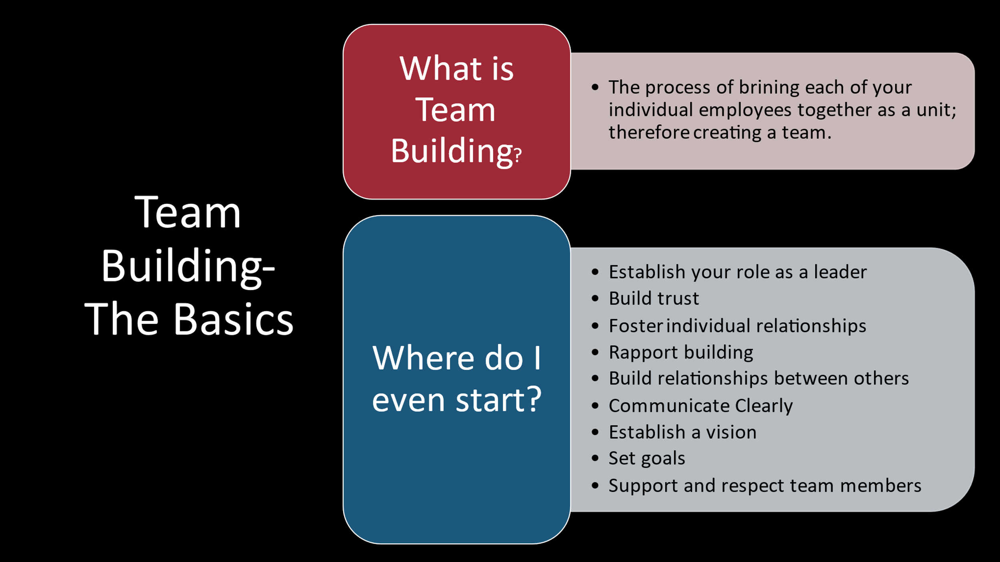 Team
Building-
The Basics
What is
Team
Building?
• The process of brining each of your
individual employees together as a unit;
therefore creating a team.
Where do I
even start?
• Establish your role as a leader
• Build trust
• Foster individual relationships
• Rapport building
• Build relationships between others
• Communicate Clearly
• Establish a vision
• Set goals
• Support and respect team members